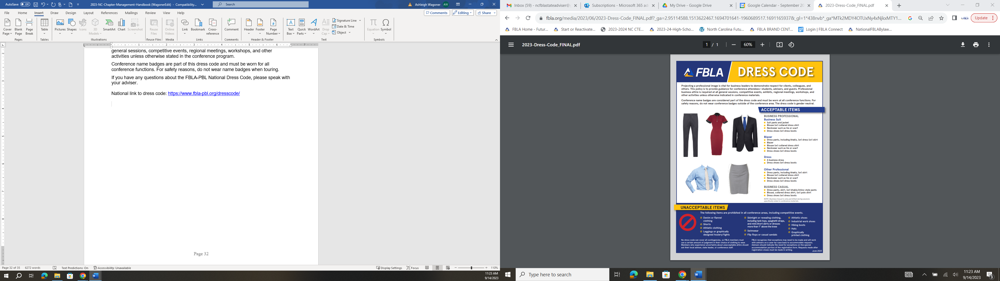 AutoSave Off 2023-NC-Chapter-Management-Handbook (WagonerEdit) - Compatibility... Search Ashleigh Wagoner AW
File Home Insert Draw Design Layout References Mailings Review View Help Comments Editing Share
Cover Page Blank Page Page Break Table Pictures Shapes Icons 3D Models SmartArt Chart Screenshot Reuse Files Online Videos Link Bookmark Cross-reference Comment Header Footer Page Number Text Box Quick Parts WordArt Drop Cap Signature Line Date & Time Object Equation Symbol
Pages Tables Illustrations Reuse Files Media Links Comments Header & Footer Text Symbols
general sessions, competitive events, regional meetings, workshops, and other
activities unless otherwise stated in the conference program.
Conference name badges are part of this dress code and must be worn for all
conference functions. For safety reasons, do not wear name badges when touring.
If you have any questions about the FBLA-PBL National Dress Code, please speak with
your adviser.
National link to dress code: https://www.fbla-pbl.org/dresscode/
Page 32
Page 32 of 35 6272 words Text Predictions: On Accessibility: Unavailable Display Settings Focus 110%
11:23 AM
9/14/2023
Inbox (59) - ncfblastateadviser@ Subscriptions - Microsoft 365 ad My Drive - Google Drive Google Calendar - September 20 2023-Dress-Code_FINAL.pdf
fbla.org/media/2023/06/2023-Dress-Code_FINAL.pdf?_ga=2.95114588.1513622467.1694701641-1960689517.1691165937&_gl=1*438nvb*_ga*MTk2MDY4OTUxNy4xNjkxMTY1... Update
FBLA Home - Futur... Start or Reactivate... 2023-2024 NC CTE... 2023-24-High-Scho... North Carolina Futu... FBLA BRAND CENT... Login | FBLA Connect NationalFBLABylaw...
2023-Dress-Code_FINAL.pdf 1 / 1 60%
FBLA DRESS CODE
Projecting a professional image is vital for business leaders to demonstrate respect for clients, colleagues, and
others. This policy is to provide guidance for conference attendees—students, advisers, and guests. Professional
business attire is required at all general sessions, competitive events, exhibits, regional meetings, workshops, and
other activities unless otherwise indicated in conference materials.
Conference name badges are considered part of the dress code and must be worn at all conference functions. For
safety reasons, do not wear conference badges outside of the conference area. The dress code is gender neutral.
ACCEPTABLE ITEMS
BUSINESS PROFESSIONAL
Business Suit
Suit pants and jacket
Blouse (or) collared dress shirt
Neckwear such as tie or scarf
Dress shoes (or) dress boots
Blazer
Dress pants, including khakis, (or) dress (or) skirt
Blazer
Blouse (or) collared dress shirt
Neckwear such as tie or scarf
Dress shoes (or) dress boots
Dress
A business dress
Dress shoes (or) dress boots
Other Professional
Dress pants, including khakis, (or) skirt
Blouse (or) collared dress shirt
Neckwear such as tie or scarf
Dress shoes (or) dress boots
BUSINESS CASUAL
Dress pants, skirt, (or) khakis/chino-style pants
Blouse, collared dress shirt, (or) polo shirt
Dress shoes (or) dress boots
NOTE: Business Casual is only permitted during sessions
specifically noted in conference materials.
UNACCEPTABLE ITEMS
The following items are prohibited in all conference areas, including competitive events.
Denim or flannel
clothing
Shorts
Athletic clothing
Leggings or graphically
designed hosiery/tights
Skintight or revealing clothing,
including tank tops, spaghetti straps,
and mini/short skirts or dresses
more than 1" above the knee
Swimwear
Flip flops or casual sandals
Athletic shoes
Industrial work shoes
Hiking boots
Hats
Graphically
printed clothing
No dress code can cover all contingencies, so FBLA members must
use a certain amount of judgment in their choice of clothing to wear.
Members who experience uncertainty about unacceptable attire should
ask their local adviser, state leader, or conference staff.
FBLA recognizes that exceptions may need to be made and will work
with advisers on a case-by-case basis to accommodate requests.
Advisers should indicate the need for exceptions on the special
accommodation portion of the registration form. Requests made after
registration closes must be made in writing.
June 2023
Type here to search
11:23 AM
9/14/2023
3